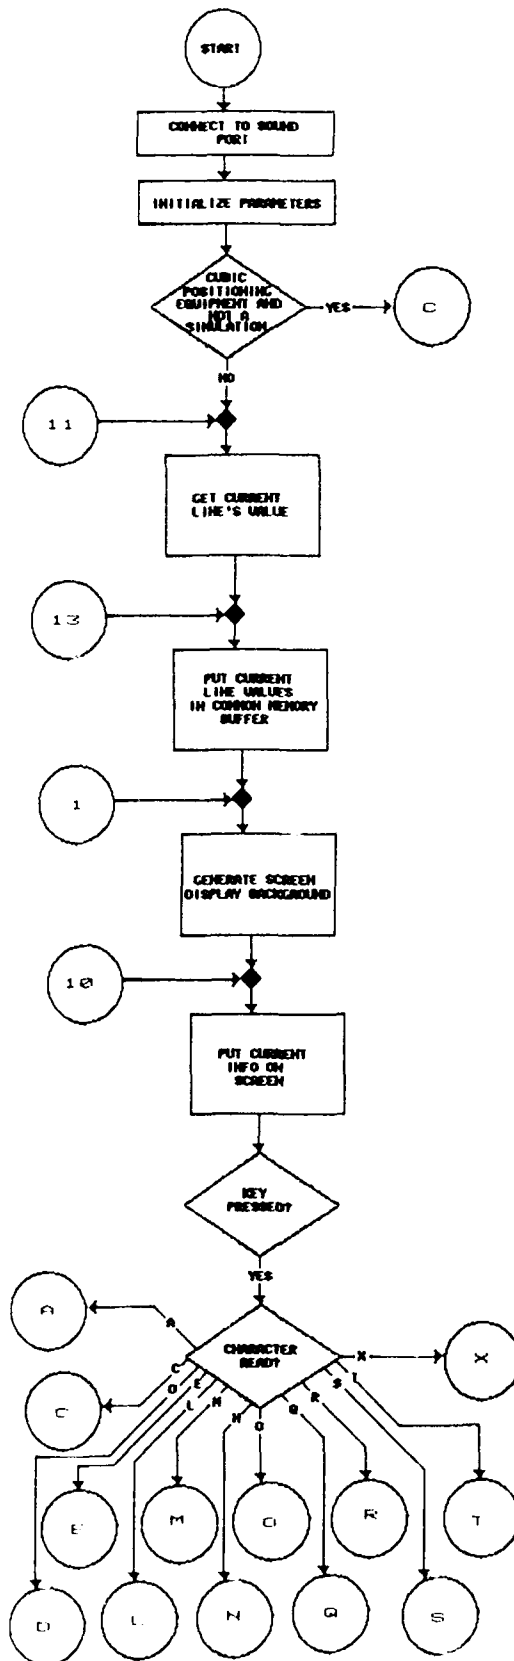 START
CONNECT TO SOUND
PORT
INITIALIZE PARAMETERS
CUBIC
POSITIONING
EQUIPMENT AND
NOT A
SIMULATION
YES
C
NO
11
GET CURRENT
LINE'S VALUE
13
PUT CURRENT
LINE VALUES
IN COMMON MEMORY
BUFFER
1
GENERATE SCREEN
DISPLAY BACKGROUND
10
PUT CURRENT
INFO ON
SCREEN
KEY
PRESSED?
YES
A
A
CHARACTER
READ?
X
X
C
C
D
E
L
M
N
O
Q
R
S
T
E
M
O
R
T
D
L
N
Q
S